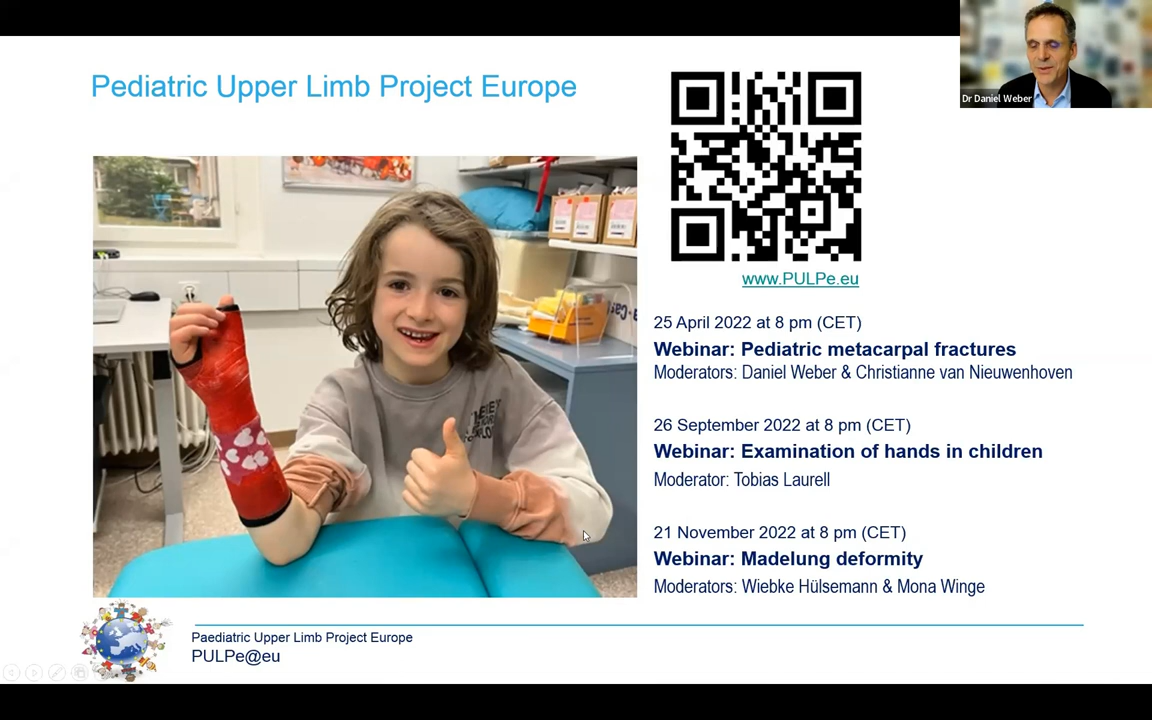 Pediatric Upper Limb Project Europe
Dr Daniel Weber
www.PULPe.eu
25 April 2022 at 8 pm (CET)
Webinar: Pediatric metacarpal fractures
Moderators: Daniel Weber & Christianne van Nieuwenhoven
26 September 2022 at 8 pm (CET)
Webinar: Examination of hands in children
Moderator: Tobias Laurell
21 November 2022 at 8 pm (CET)
Webinar: Madelung deformity
Moderators: Wiebke Hülsemann & Mona Winge
Paediatric Upper Limb Project Europe
PULPe@eu